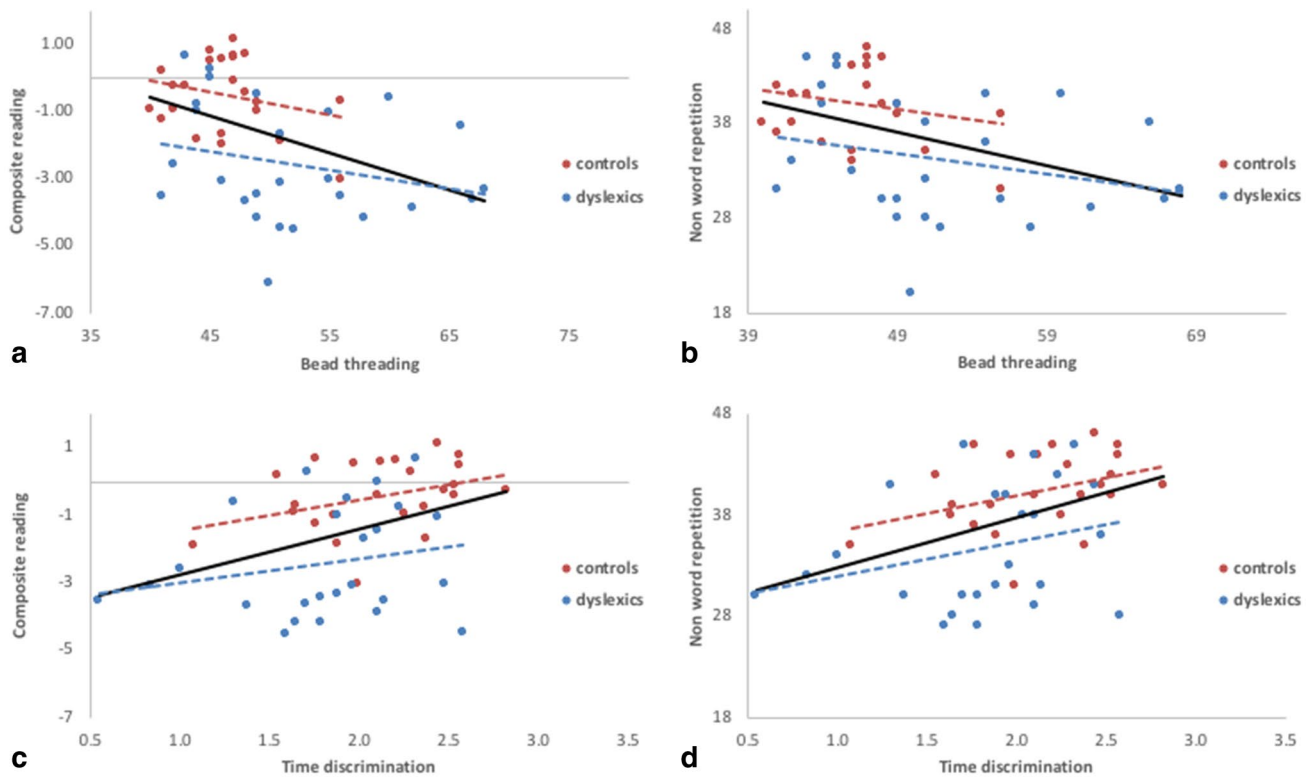 1.00
-1.00
-3.00
-5.00
-7.00
Composite reading
35 45 55 65 75
Bead threading
controls
dyslexics
a
48
38
28
18
Non word repetition
39 49 59 69
Bead threading
controls
dyslexics
b
1
-1
-3
-5
-7
Composite reading
0.5 1.0 1.5 2.0 2.5 3.0 3.5
Time discrimination
controls
dyslexics
c
48
38
28
18
Non word repetition
0.5 1.0 1.5 2.0 2.5 3.0 3.5
Time discrimination
controls
dyslexics
d